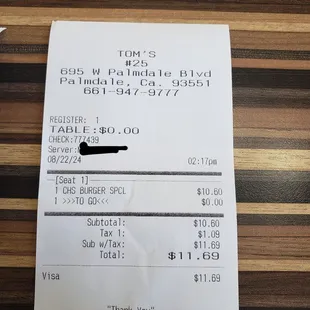 TOM'S
#25
695 W Palmdale Blvd
Palmdale, Ca. 93551
661-947-9777
REGISTER: 1
TABLE:$0.00
CHECK:777439
Server:
08/22/24 02:17pm
[Seat 1]
1 CHS BURGER SPCL $10.60
1 >>>TO GO<<< $0.00
Subtotal: $10.60
Tax 1: $1.09
Sub w/Tax: $11.69
Total: $11.69
Visa $11.69
"Thank You"